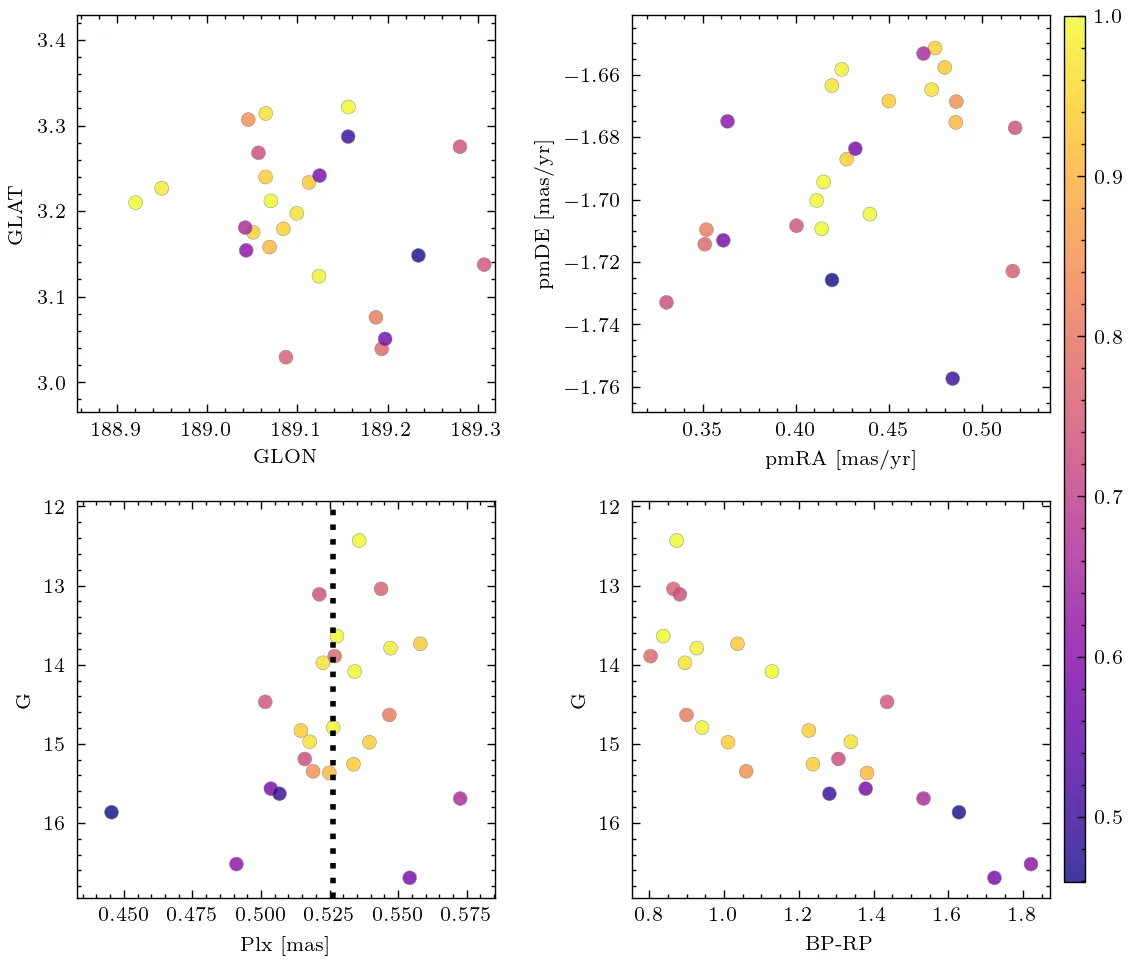 3.4
3.3
3.2
3.1
3.0
GLAT
188.9 189.0 189.1 189.2 189.3
GLON
−1.66
−1.68
−1.70
−1.72
−1.74
−1.76
pmDE [mas/yr]
0.35 0.40 0.45 0.50
pmRA [mas/yr]
12
13
14
15
16
G
0.450 0.475 0.500 0.525 0.550 0.575
Plx [mas]
12
13
14
15
16
G
0.8 1.0 1.2 1.4 1.6 1.8
BP-RP
1.0
0.9
0.8
0.7
0.6
0.5